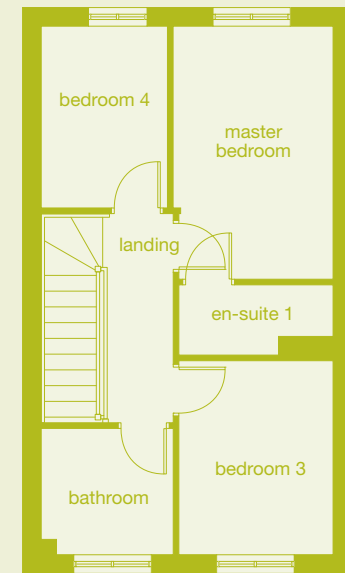 bedroom 4
master
bedroom
landing
en-suite 1
bedroom 3
bathroom